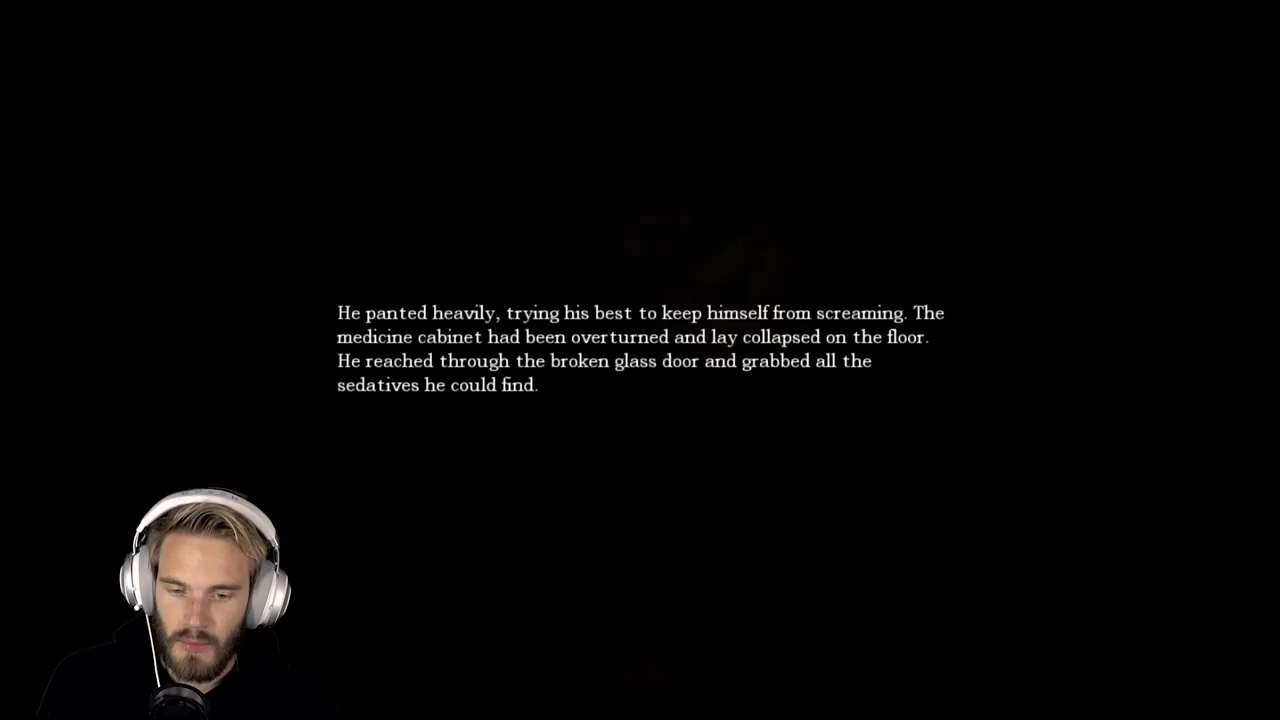 He panted heavily, trying his best to keep himself from screaming. The
medicine cabinet had been overturned and lay collapsed on the floor.
He reached through the broken glass door and grabbed all the
sedatives he could find.